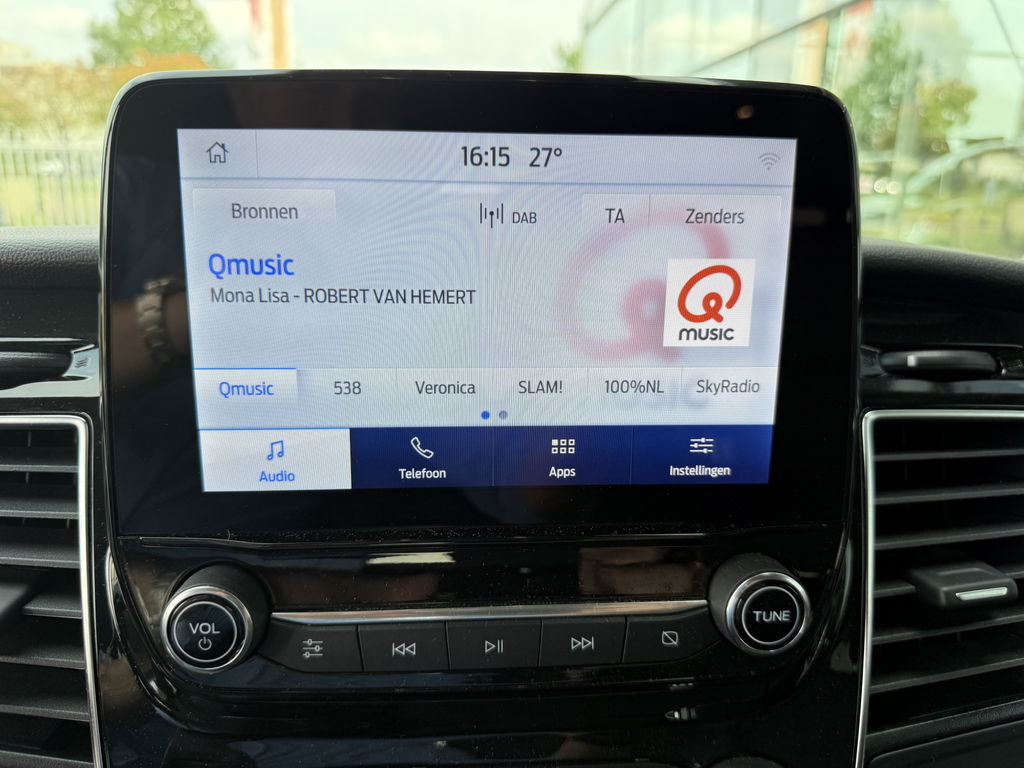 16:15 27°
Bronnen DAB TA Zenders
Qmusic
Mona Lisa - ROBERT VAN HEMERT
Q
MUSIC
Qmusic 538 Veronica SLAM! 100%NL SkyRadio
Audio Telefoon Apps Instellingen
VOL TUNE